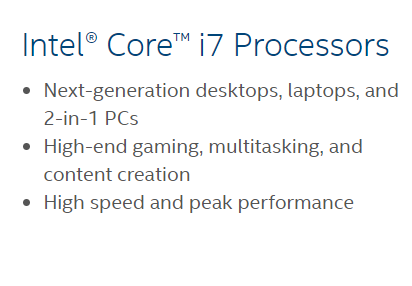 Intel® Core™ i7 Processors
• Next-generation desktops, laptops, and
2-in-1 PCs
• High-end gaming, multitasking, and
content creation
• High speed and peak performance